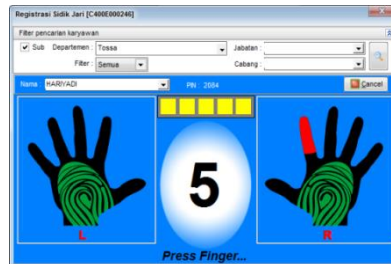 Registrasi Sidik Jari [C400E000246]
Filter pencarian karyawan
Sub Departemen : Tossa Jabatan :
Filter : Semua Cabang :
Name : HARIYADI PIN : 2084 Cancel
5
L R
Press Finger...